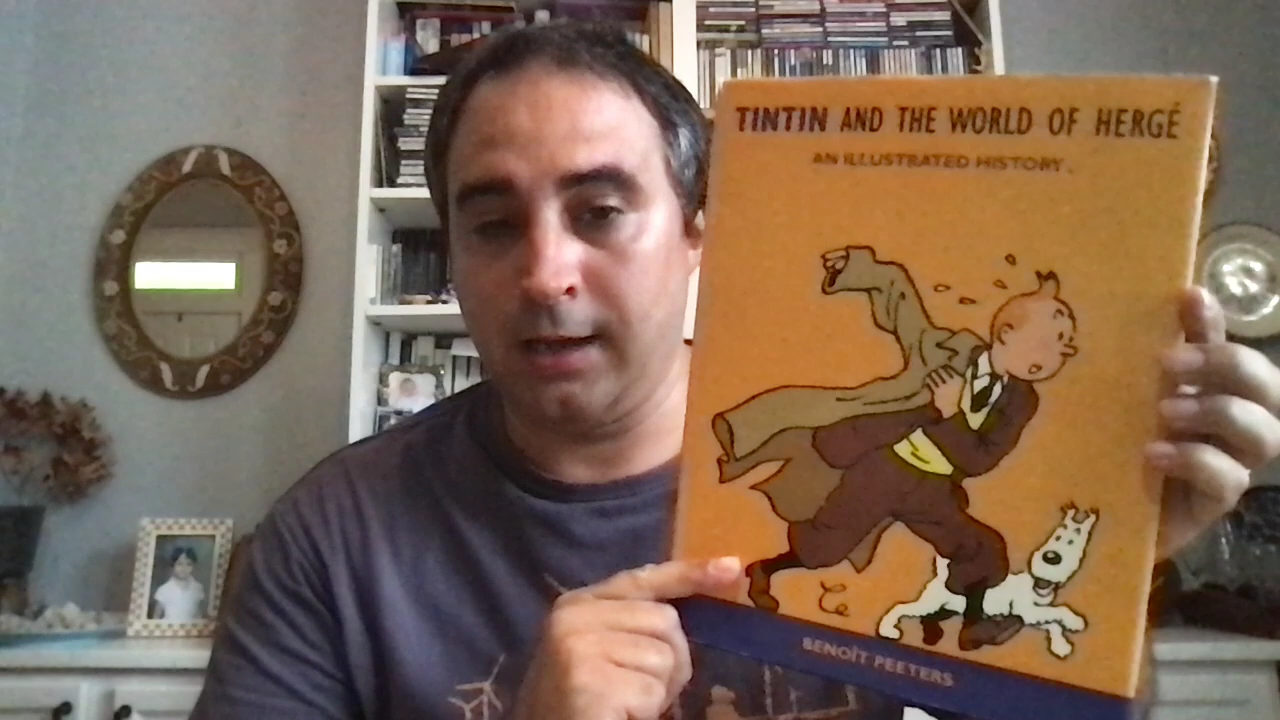 TINTIN AND THE WORLD OF HERGÉ
AN ILLUSTRATED HISTORY
BENOÎT PEETERS